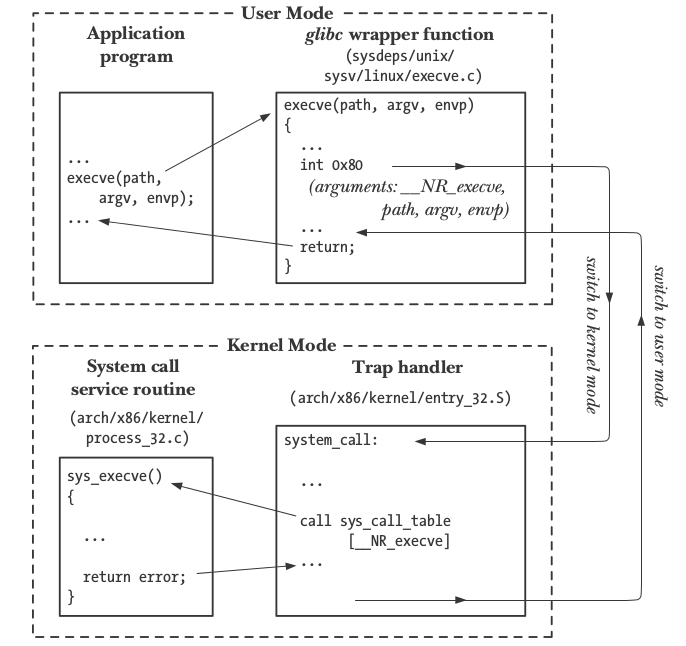 User Mode
Application
program
glibc wrapper function
(sysdeps/unix/
sysv/linux/execve.c)
...
execve(path,
argv, envp);
...
execve(path, argv, envp)
{
...
int 0x80
(arguments: __NR_execve,
path, argv, envp)
...
return;
}
switch to kernel mode
switch to user mode
Kernel Mode
System call
service routine
(arch/x86/kernel/
process_32.c)
Trap handler
(arch/x86/kernel/entry_32.S)
sys_execve()
{
...
return error;
}
system_call:
...
call sys_call_table
[__NR_execve]
...